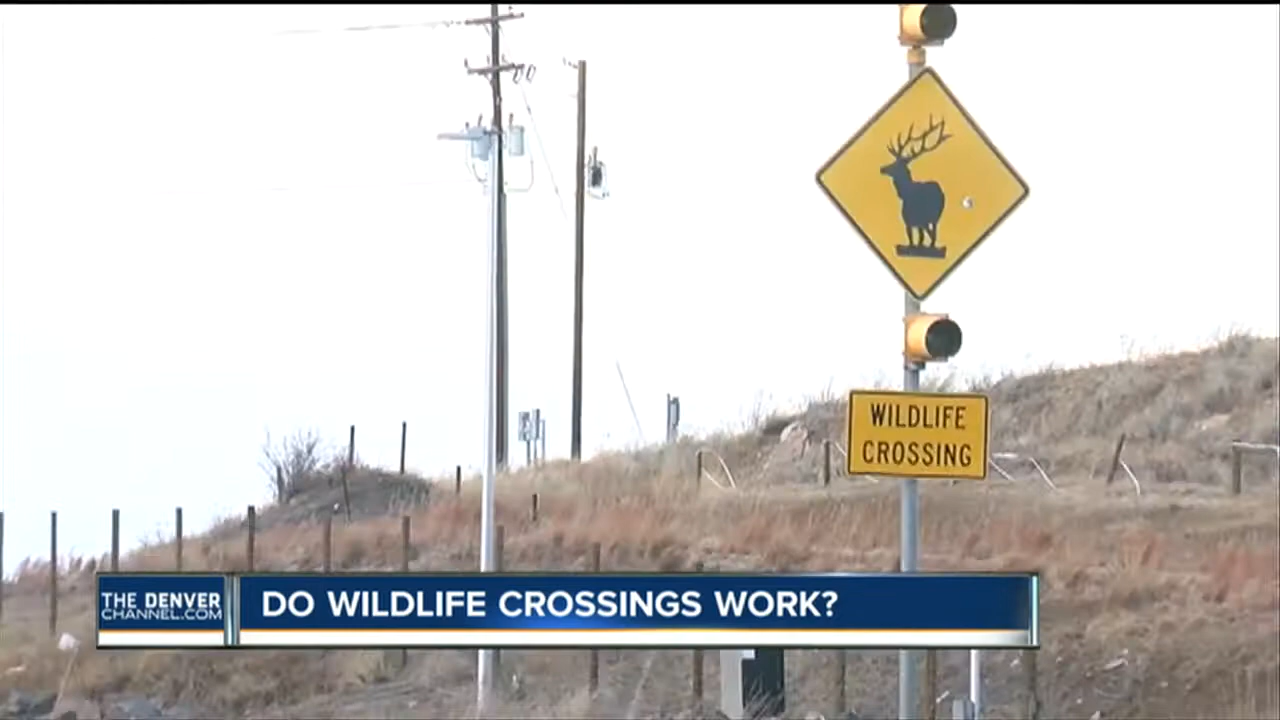 WILDLIFE
CROSSING
THE DENVER
CHANNEL.COM
DO WILDLIFE CROSSINGS WORK?